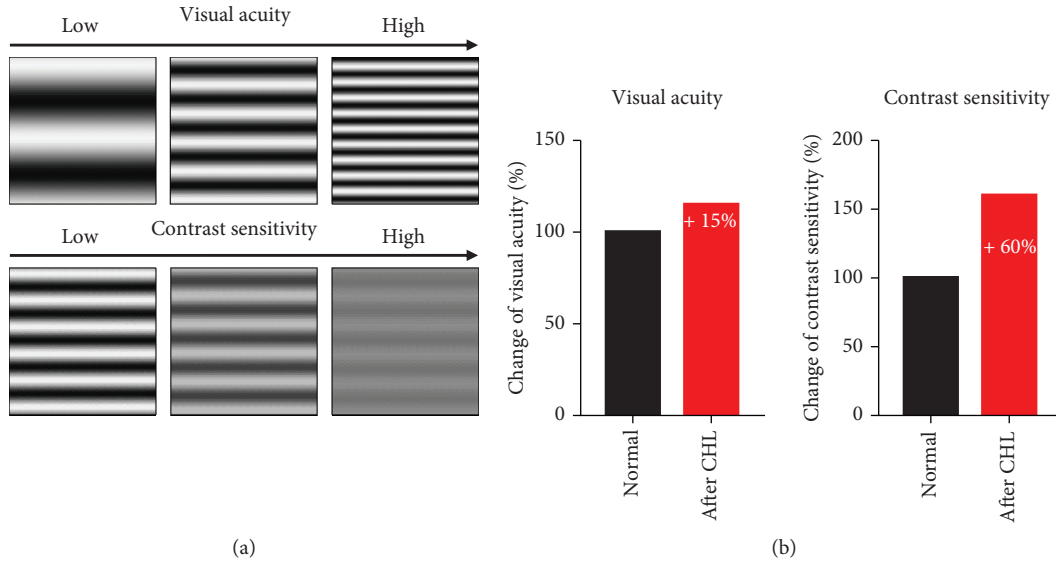 Visual acuity
Low
High
Contrast sensitivity
Low
High
(a)
Visual acuity
Change of visual acuity (%)
150
100
50
0
+ 15%
Normal
After CHL
Contrast sensitivity
Change of contrast sensitivity (%)
200
150
100
50
0
+ 60%
Normal
After CHL
(b)